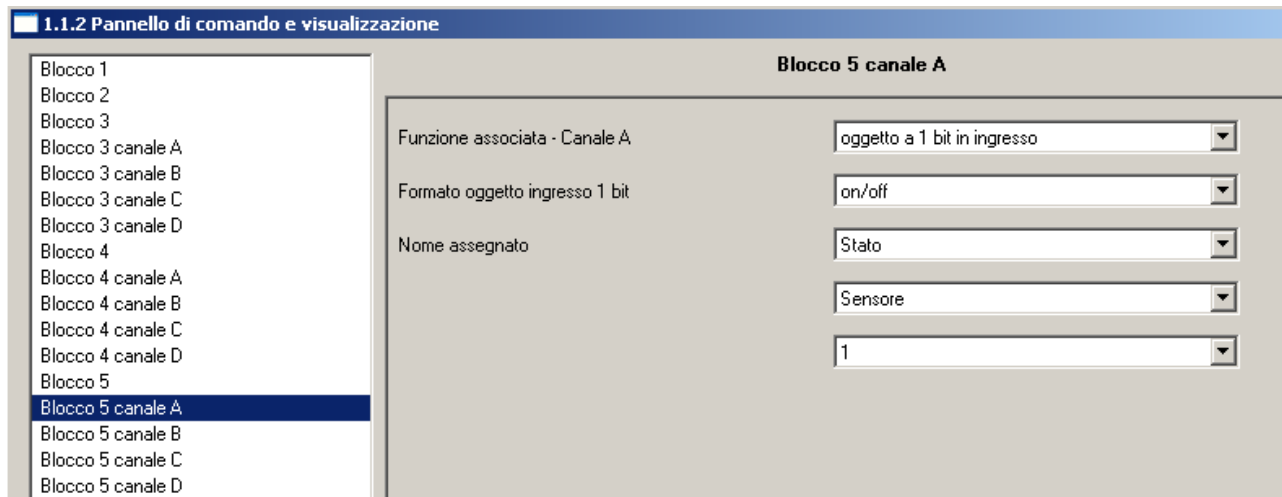 1.1.2 Pannello di comando e visualizzazione
Blocco 1
Blocco 2
Blocco 3
Blocco 3 canale A
Blocco 3 canale B
Blocco 3 canale C
Blocco 3 canale D
Blocco 4
Blocco 4 canale A
Blocco 4 canale B
Blocco 4 canale C
Blocco 4 canale D
Blocco 5
Blocco 5 canale A
Blocco 5 canale B
Blocco 5 canale C
Blocco 5 canale D
Blocco 5 canale A
Funzione associata - Canale A oggetto a 1 bit in ingresso
Formato oggetto ingresso 1 bit on/off
Nome assegnato Stato
Sensore
1